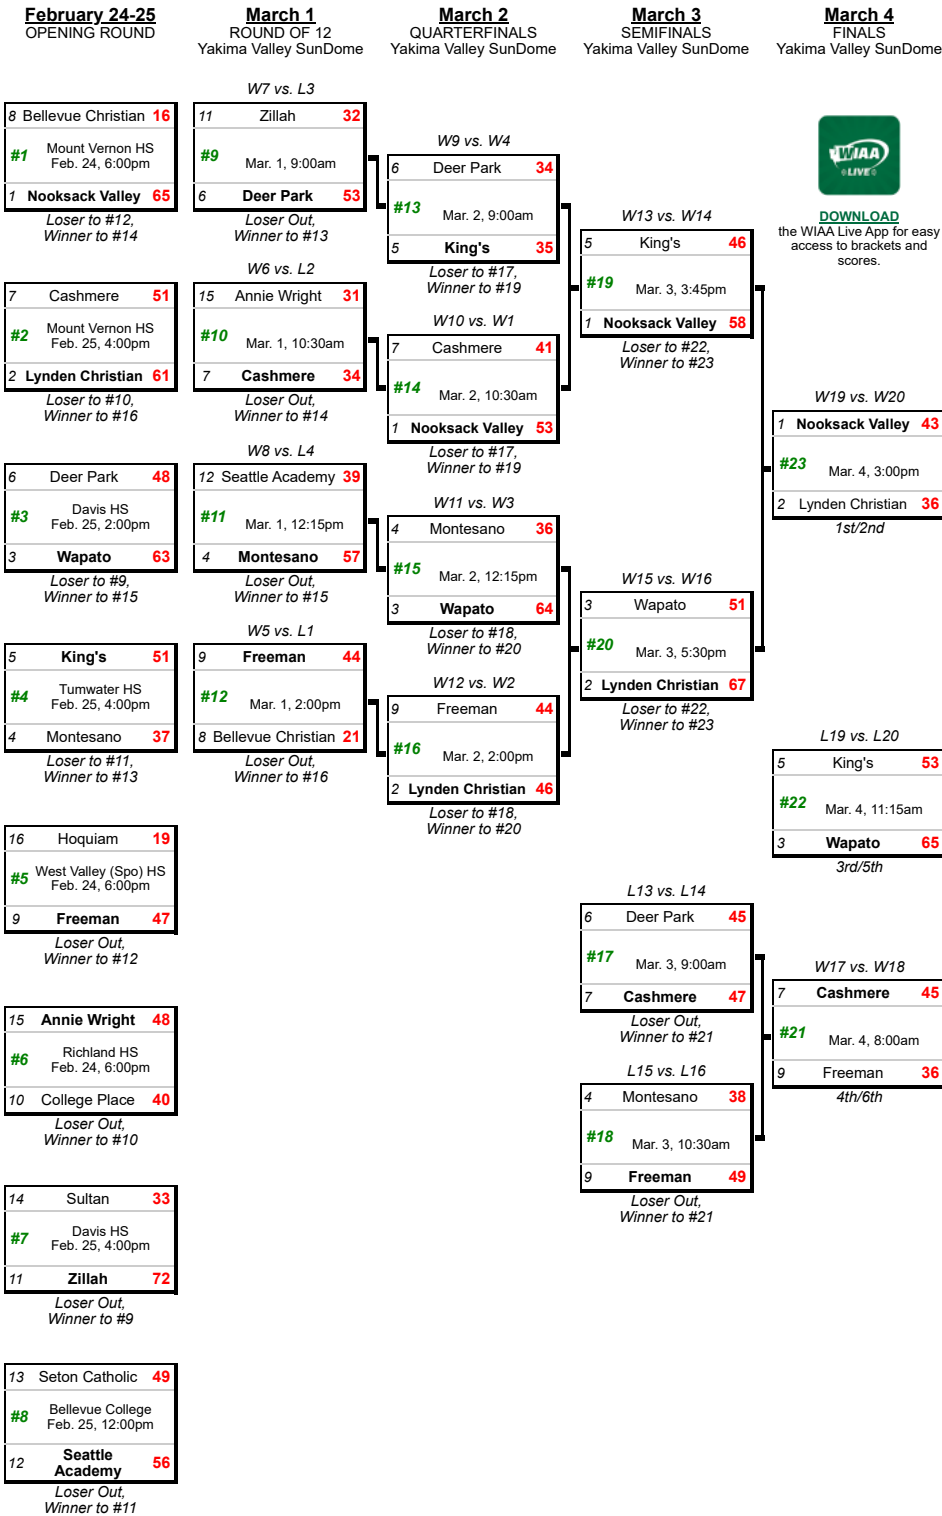 February 24-25
OPENING ROUND
March 1
ROUND OF 12
Yakima Valley SunDome
March 2
QUARTERFINALS
Yakima Valley SunDome
March 3
SEMIFINALS
Yakima Valley SunDome
March 4
FINALS
Yakima Valley SunDome
8 Bellevue Christian 16
#1 Mount Vernon HS
Feb. 24, 6:00pm
1 Nooksack Valley 65
Loser to #12,
Winner to #14
7 Cashmere 51
#2 Mount Vernon HS
Feb. 25, 4:00pm
2 Lynden Christian 61
Loser to #10,
Winner to #16
6 Deer Park 48
#3 Davis HS
Feb. 25, 2:00pm
3 Wapato 63
Loser to #9,
Winner to #15
5 King's 51
#4 Tumwater HS
Feb. 25, 4:00pm
4 Montesano 37
Loser to #11,
Winner to #13
16 Hoquiam 19
#5 West Valley (Spo) HS
Feb. 24, 6:00pm
9 Freeman 47
Loser Out,
Winner to #12
15 Annie Wright 48
#6 Richland HS
Feb. 24, 6:00pm
10 College Place 40
Loser Out,
Winner to #10
14 Sultan 33
#7 Davis HS
Feb. 25, 4:00pm
11 Zillah 72
Loser Out,
Winner to #9
13 Seton Catholic 49
#8 Bellevue College
Feb. 25, 12:00pm
12 Seattle
Academy 56
Loser Out,
Winner to #11
W7 vs. L3
11 Zillah 32
#9 Mar. 1, 9:00am
6 Deer Park 53
Loser Out,
Winner to #13
W6 vs. L2
15 Annie Wright 31
#10 Mar. 1, 10:30am
7 Cashmere 34
Loser Out,
Winner to #14
W8 vs. L4
12 Seattle Academy 39
#11 Mar. 1, 12:15pm
4 Montesano 57
Loser Out,
Winner to #15
W5 vs. L1
9 Freeman 44
#12 Mar. 1, 2:00pm
8 Bellevue Christian 21
Loser Out,
Winner to #16
W9 vs. W4
6 Deer Park 34
#13 Mar. 2, 9:00am
5 King's 35
Loser to #17,
Winner to #19
W10 vs. W1
7 Cashmere 41
#14 Mar. 2, 10:30am
1 Nooksack Valley 53
Loser to #17,
Winner to #19
W11 vs. W3
4 Montesano 36
#15 Mar. 2, 12:15pm
3 Wapato 64
Loser to #18,
Winner to #20
W12 vs. W2
9 Freeman 44
#16 Mar. 2, 2:00pm
2 Lynden Christian 46
Loser to #18,
Winner to #20
W13 vs. W14
5 King's 46
#19 Mar. 3, 3:45pm
1 Nooksack Valley 58
Loser to #22,
Winner to #23
W15 vs. W16
3 Wapato 51
#20 Mar. 3, 5:30pm
2 Lynden Christian 67
Loser to #22,
Winner to #23
L13 vs. L14
6 Deer Park 45
#17 Mar. 3, 9:00am
7 Cashmere 47
Loser Out,
Winner to #21
L15 vs. L16
4 Montesano 38
#18 Mar. 3, 10:30am
9 Freeman 49
Loser Out,
Winner to #21
WIAA
LIVE
DOWNLOAD
the WIAA Live App for easy
access to brackets and
scores.
W19 vs. W20
1 Nooksack Valley 43
#23 Mar. 4, 3:00pm
2 Lynden Christian 36
1st/2nd
L19 vs. L20
5 King's 53
#22 Mar. 4, 11:15am
3 Wapato 65
3rd/5th
W17 vs. W18
7 Cashmere 45
#21 Mar. 4, 8:00am
9 Freeman 36
4th/6th